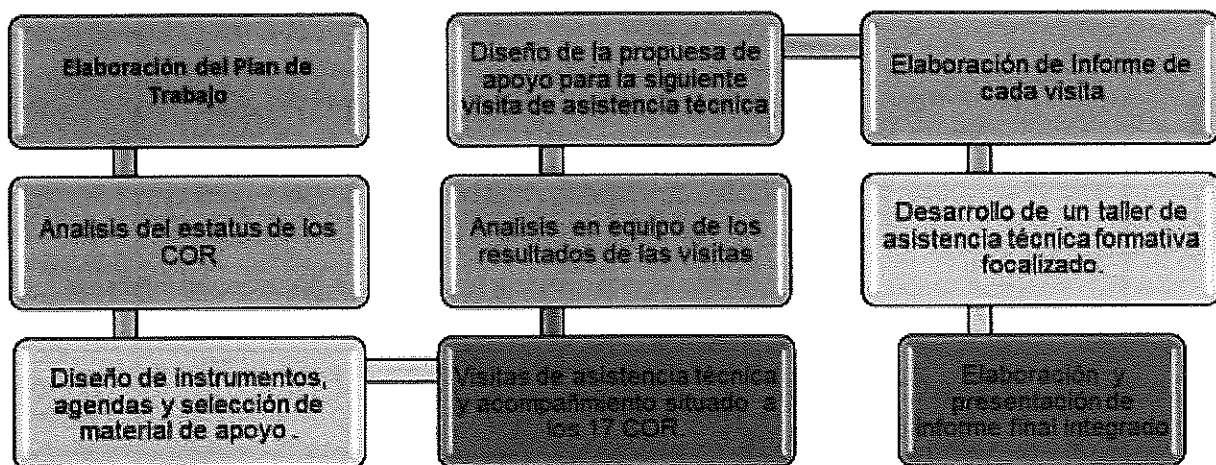 Elaboración del Plan de
Trabajo
Análisis del estatus de los
COR
Diseño de instrumentos,
agendas y selección de
material de apoyo .
Visitas de asistencia técnica
y acompañmiento situado a
los 17 COR
Analisis en equipo de los
resultados de las visitas
Diseño de la propuesa de
apoyo para la siguiente
visita de asistencia técnica
Elaboración de Informe de
cada visita
Desarrollo de un taller de
asistencia técnica formativa
focalizado.
Elaboración y
presentación de
informe final integrado